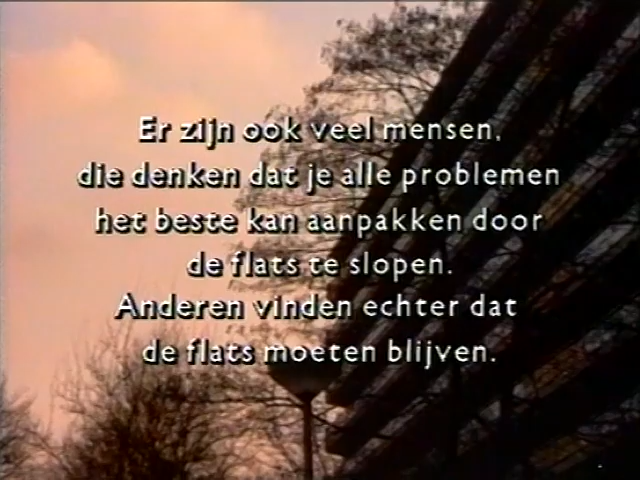 Er zijn ook veel mensen,
die denken dat je alle problemen
het beste kan aanpakken door
de flats te slopen.
Anderen vinden echter dat
de flats moeten blijven.